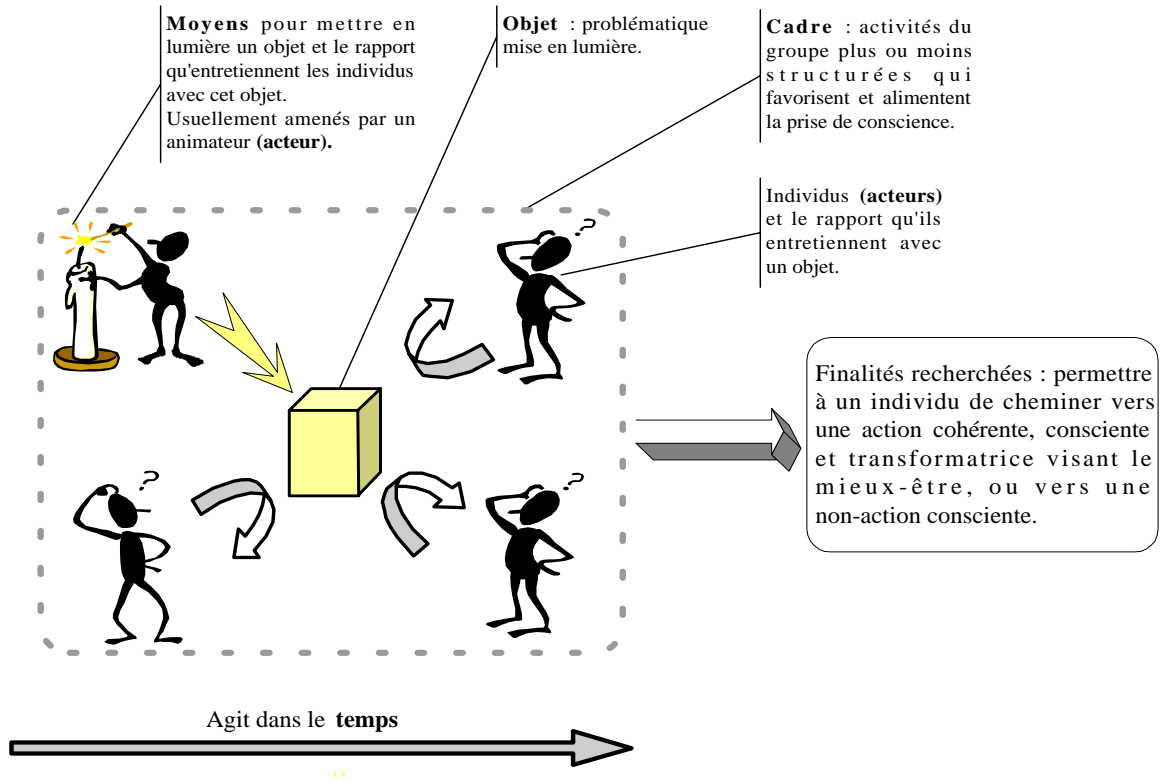 Moyens pour mettre en
lumière un objet et le rapport
qu'entretiennent les individus
avec cet objet.
Usuellement amenés par un
animateur (acteur).
Objet : problématique
mise en lumière.
Cadre : activités du
groupe plus ou moins
structurées qui
favorisent et alimentent
la prise de conscience.
Individus (acteurs)
et le rapport qu'ils
entretiennent avec
un objet.
?
Finalités recherchées : permettre
à un individu de cheminer vers
une action cohérente, consciente
et transformatrice visant le
mieux-être, ou vers une
non-action consciente.
?
?
Agit dans le temps